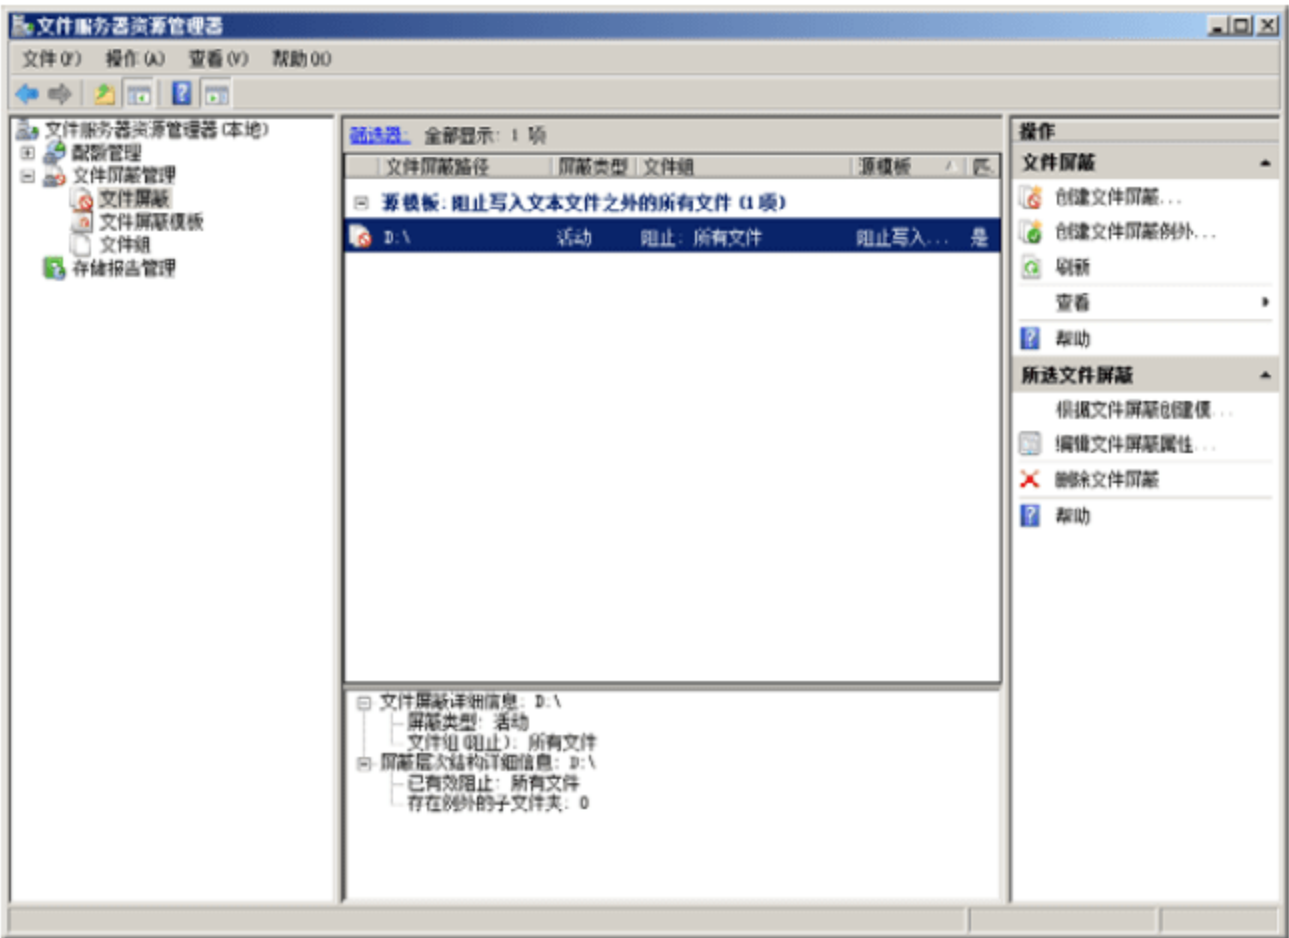 文件服务器资源管理器
文件(F) 操作(A) 查看(V) 帮助(H)
文件服务器资源管理器(本地)
配额管理
文件屏蔽管理
文件屏蔽
文件屏蔽模板
文件组
存储报告管理
筛选器: 全部显示: 1 项
文件屏蔽路径 屏蔽类型 文件组 源模板 匹.
源模板: 阻止写入文本文件之外的所有文件 (1 项)
D:\ 活动 阻止: 所有文件 阻止写入... 是
文件屏蔽详细信息: D:\
屏蔽类型: 活动
文件组(阻止): 所有文件
屏蔽层次结构详细信息: D:\
已有效阻止: 所有文件
存在例外的子文件夹: 0
操作
文件屏蔽
创建文件屏蔽...
创建文件屏蔽例外...
刷新
查看
帮助
所选文件屏蔽
根据文件屏蔽创建模...
编辑文件屏蔽属性...
删除文件屏蔽
帮助